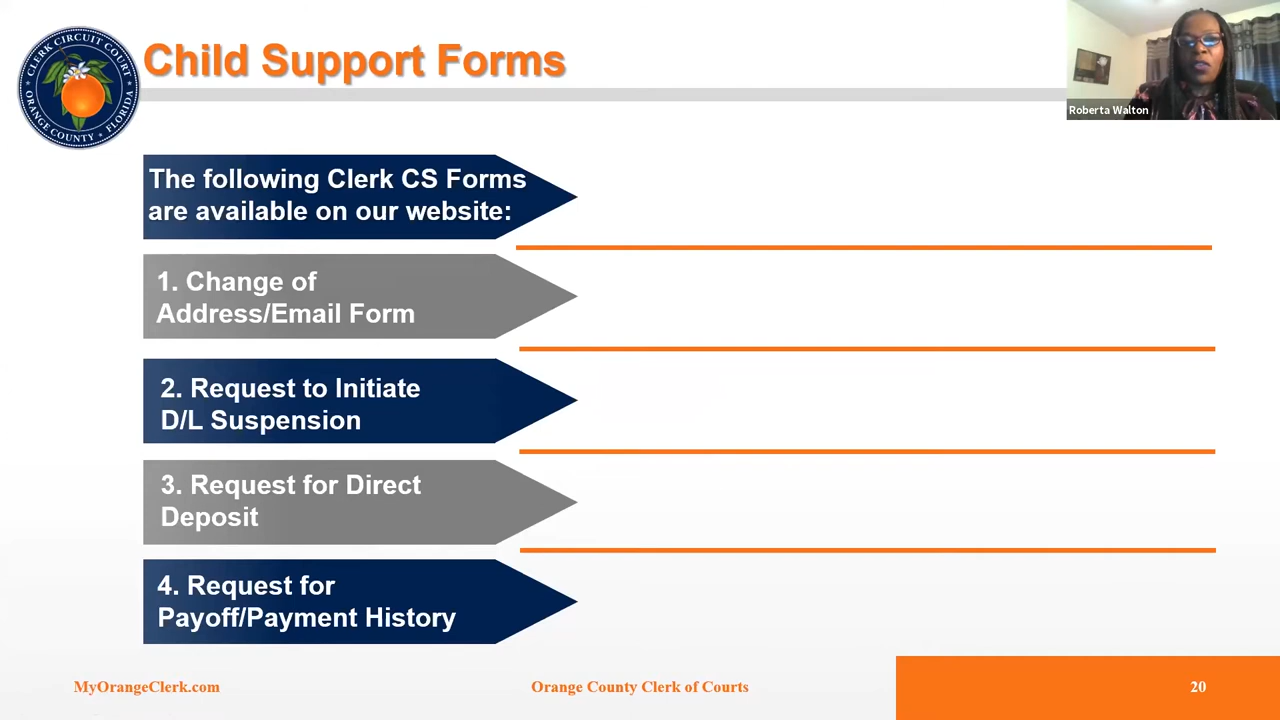 CLERK CIRCUIT COURT
ORANGE COUNTY FLORIDA
Child Support Forms
Roberta Walton
The following Clerk CS Forms
are available on our website:
1. Change of
Address/Email Form
2. Request to Initiate
D/L Suspension
3. Request for Direct
Deposit
4. Request for
Payoff/Payment History
MyOrangeClerk.com
Orange County Clerk of Courts
20